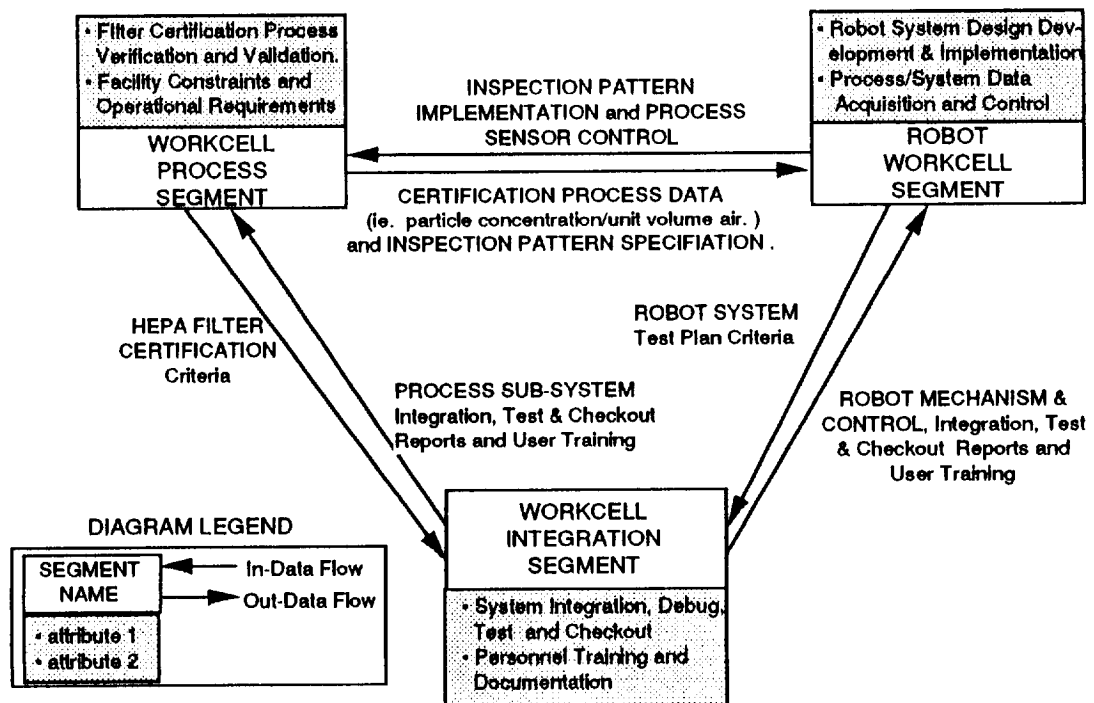 • Filter Certification Process
Verification and Validation.
• Facility Constraints and
Operational Requirements
WORKCELL
PROCESS
SEGMENT
INSPECTION PATTERN
IMPLEMENTATION and PROCESS
SENSOR CONTROL
CERTIFICATION PROCESS DATA
(ie. particle concentration/unit volume air. )
and INSPECTION PATTERN SPECIFIATION .
• Robot System Design Dev-
elopment & Implementation
• Process/System Data
Acquisition and Control
ROBOT
WORKCELL
SEGMENT
HEPA FILTER
CERTIFICATION
Criteria
PROCESS SUB-SYSTEM
Integration, Test & Checkout
Reports and User Training
ROBOT SYSTEM
Test Plan Criteria
ROBOT MECHANISM &
CONTROL, Integration, Test
& Checkout Reports and
User Training
WORKCELL
INTEGRATION
SEGMENT
• System Integration, Debug,
Test and Checkout
• Personnel Training and
Documentation
DIAGRAM LEGEND
SEGMENT
NAME
• attribute 1
• attribute 2
In-Data Flow
Out-Data Flow